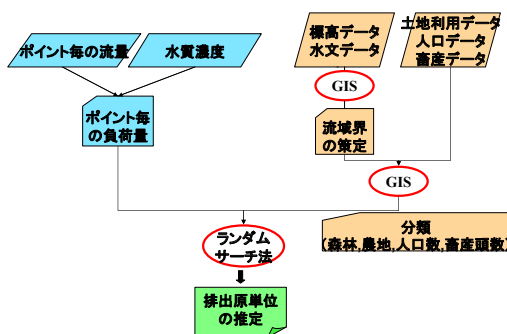 ポイント毎の流量
水質濃度
標高データ
水文データ
土地利用データ
人口データ
畜産データ
GIS
ポイント毎
の負荷量
流域界
の策定
GIS
ランダム
サーチ法
分類
(森林,農地,人口数,畜産頭数)
排出原単位
の推定